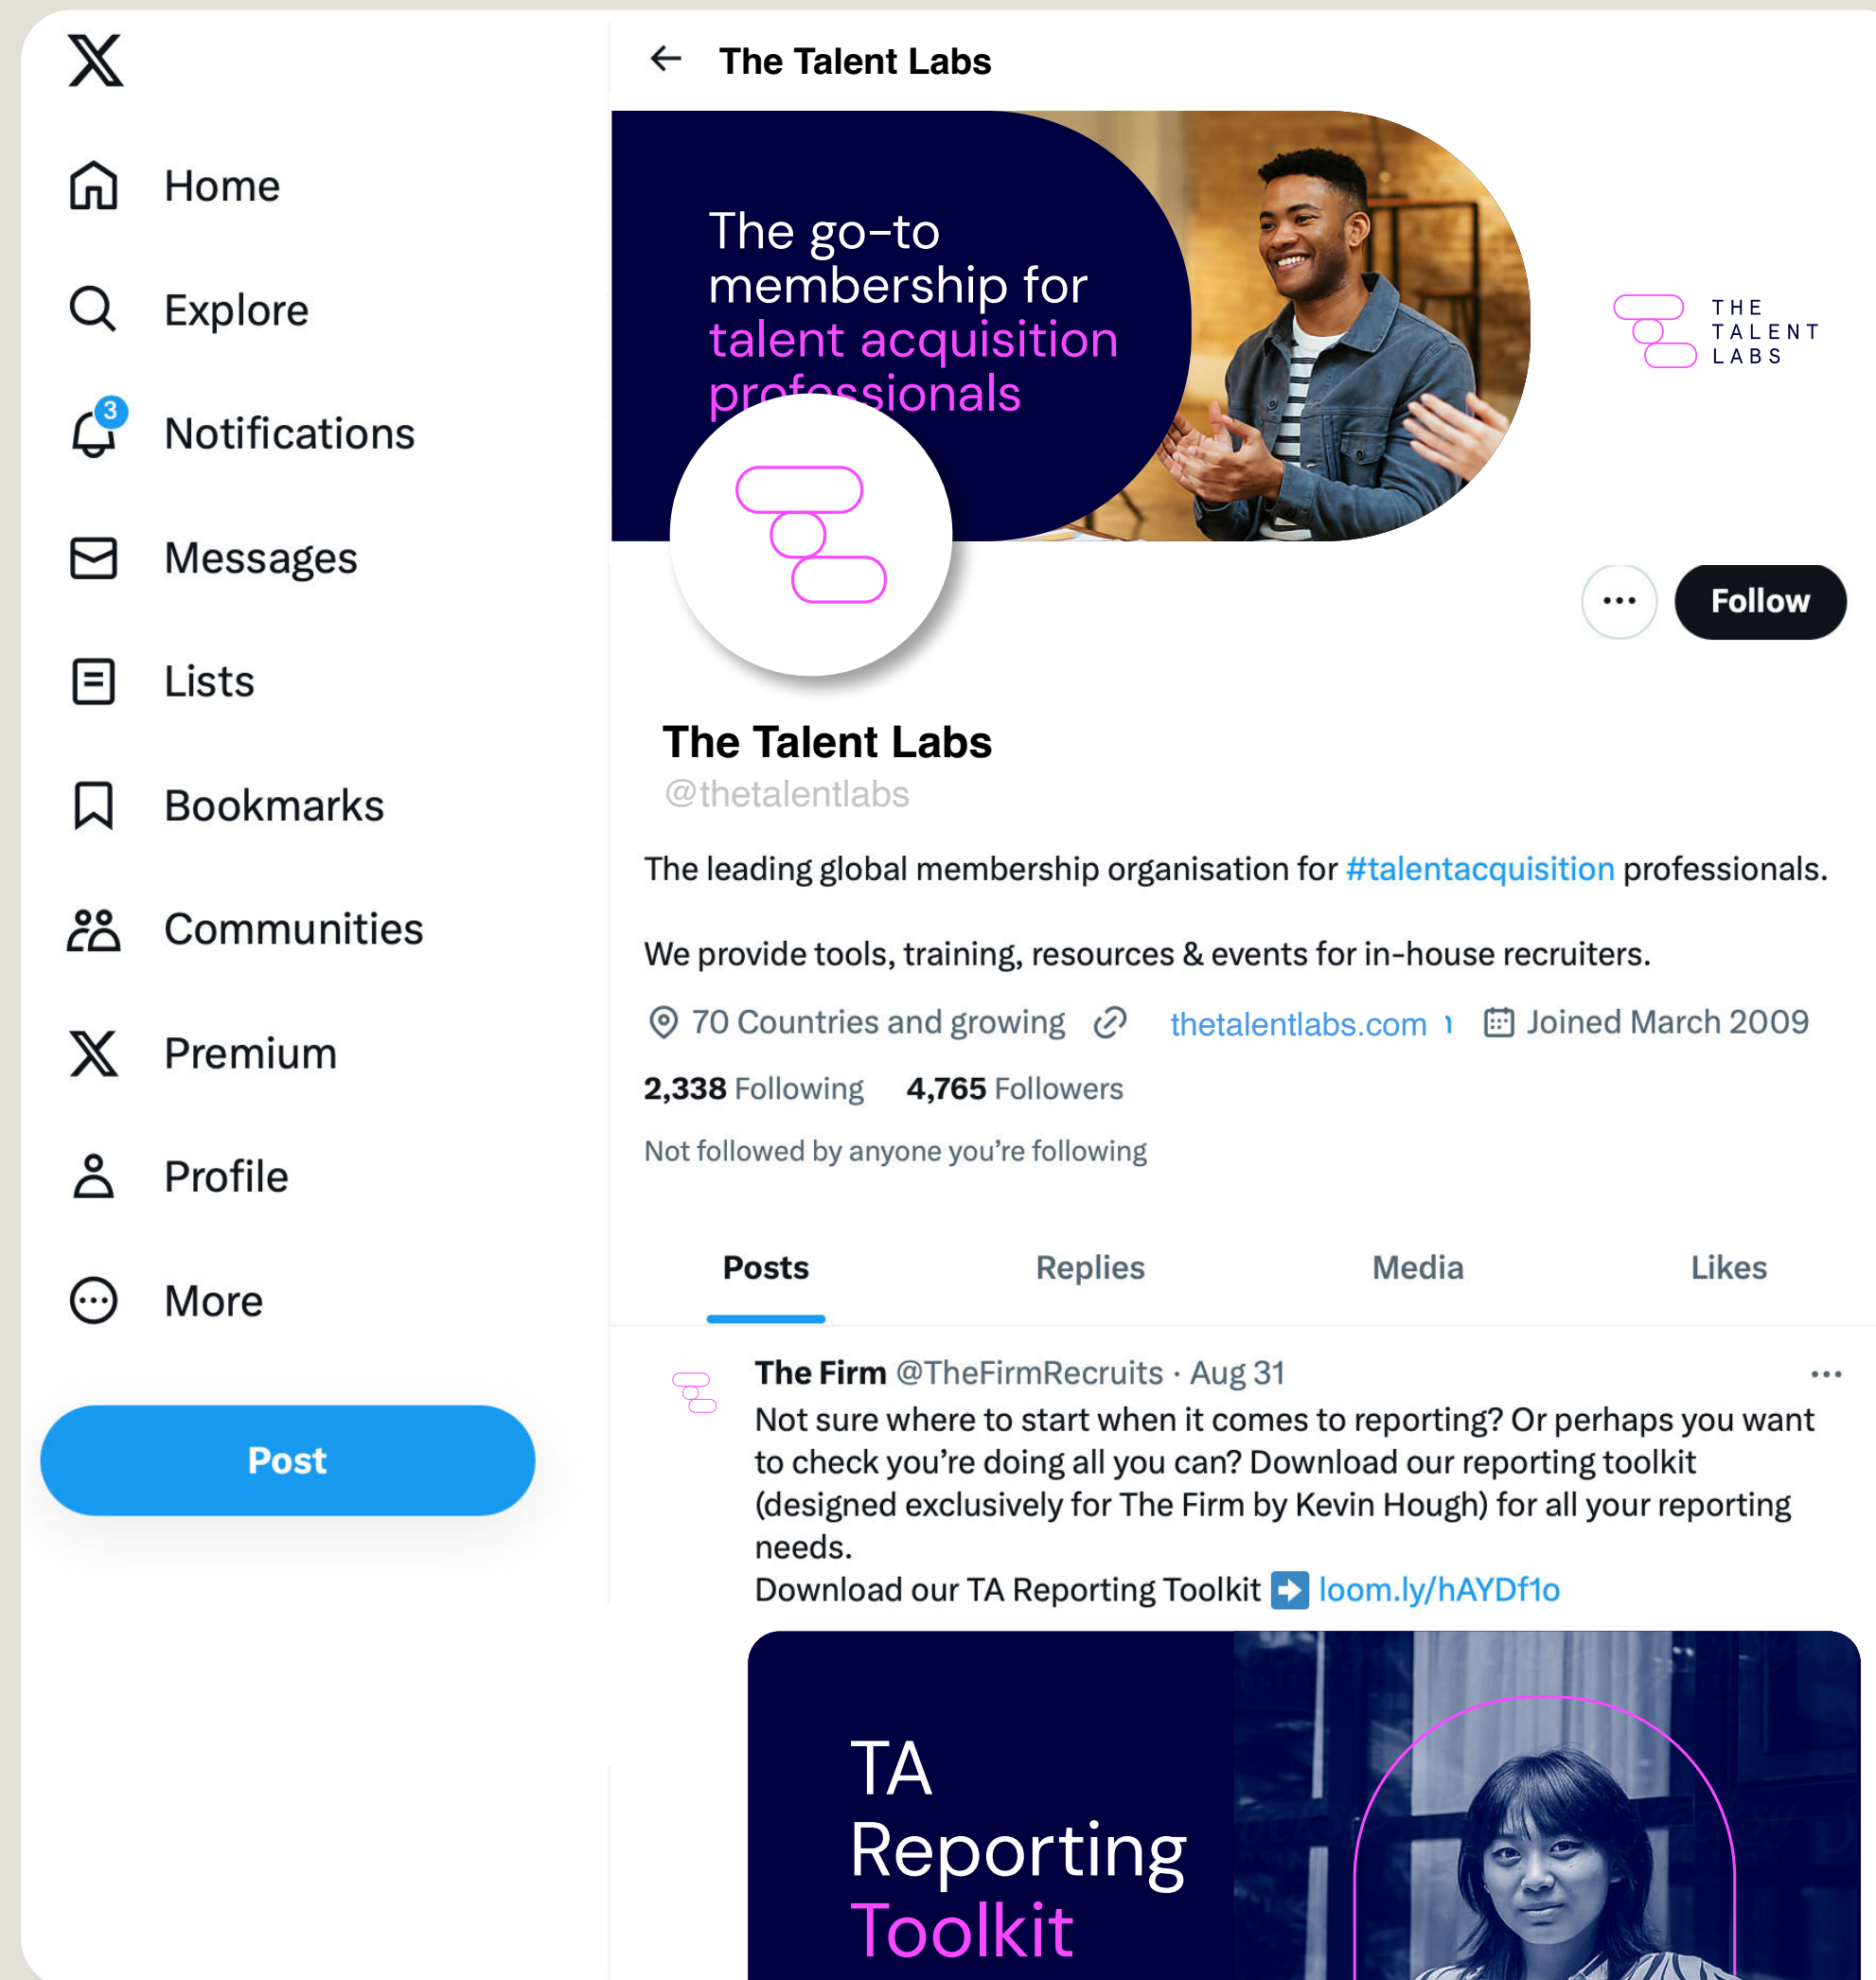 Home
Explore
3
Notifications
Messages
Lists
Bookmarks
Communities
Premium
Profile
More
Post
The Talent Labs
The go-to
membership for
talent acquisition
professionals
THE
TALENT
LABS
Follow
The Talent Labs
@thetalentlabs
The leading global membership organisation for #talentacquisition professionals.
We provide tools, training, resources & events for in-house recruiters.
70 Countries and growing thetalentlabs.com Joined March 2009
2,338 Following 4,765 Followers
Not followed by anyone you’re following
Posts Replies Media Likes
The Firm @TheFirmRecruits · Aug 31
Not sure where to start when it comes to reporting? Or perhaps you want
to check you’re doing all you can? Download our reporting toolkit
(designed exclusively for The Firm by Kevin Hough) for all your reporting
needs.
Download our TA Reporting Toolkit ➡ loom.ly/hAYDf1o
TA
Reporting
Toolkit